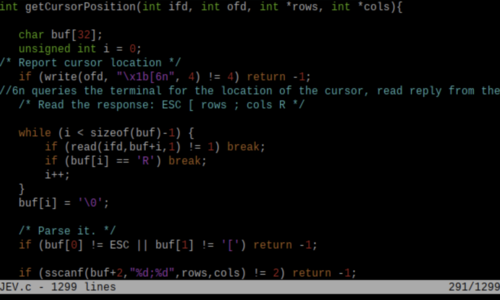 int getCursorPosition(int ifd, int ofd, int *rows, int *cols){
char buf[32];
unsigned int i = 0;
/* Report cursor location */
if (write(ofd, "\x1b[6n", 4) != 4) return -1;
//6n queries the terminal for the location of the cursor, read reply from the
/* Read the response: ESC [ rows ; cols R */
while (i < sizeof(buf)-1) {
if (read(ifd,buf+i,1) != 1) break;
if (buf[i] == 'R') break;
i++;
}
buf[i] = '\0';
/* Parse it. */
if (buf[0] != ESC || buf[1] != '[') return -1;
if (sscanf(buf+2,"%d;%d",rows,cols) != 2) return -1;
JEV.c - 1299 lines 291/1299